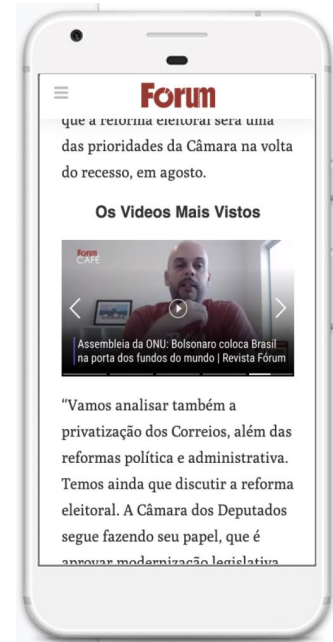 Forum
que a reforma eleitoral será uma
das prioridades da Câmara na volta
do recesso, em agosto.
Os Videos Mais Vistos
Forum
CAFÉ
Assembleia da ONU: Bolsonaro coloca Brasil
na porta dos fundos do mundo | Revista Fórum
“Vamos analisar também a
privatização dos Correios, além das
reformas política e administrativa.
Temos ainda que discutir a reforma
eleitoral. A Câmara dos Deputados
segue fazendo seu papel, que é
aprovar modernização legislativa